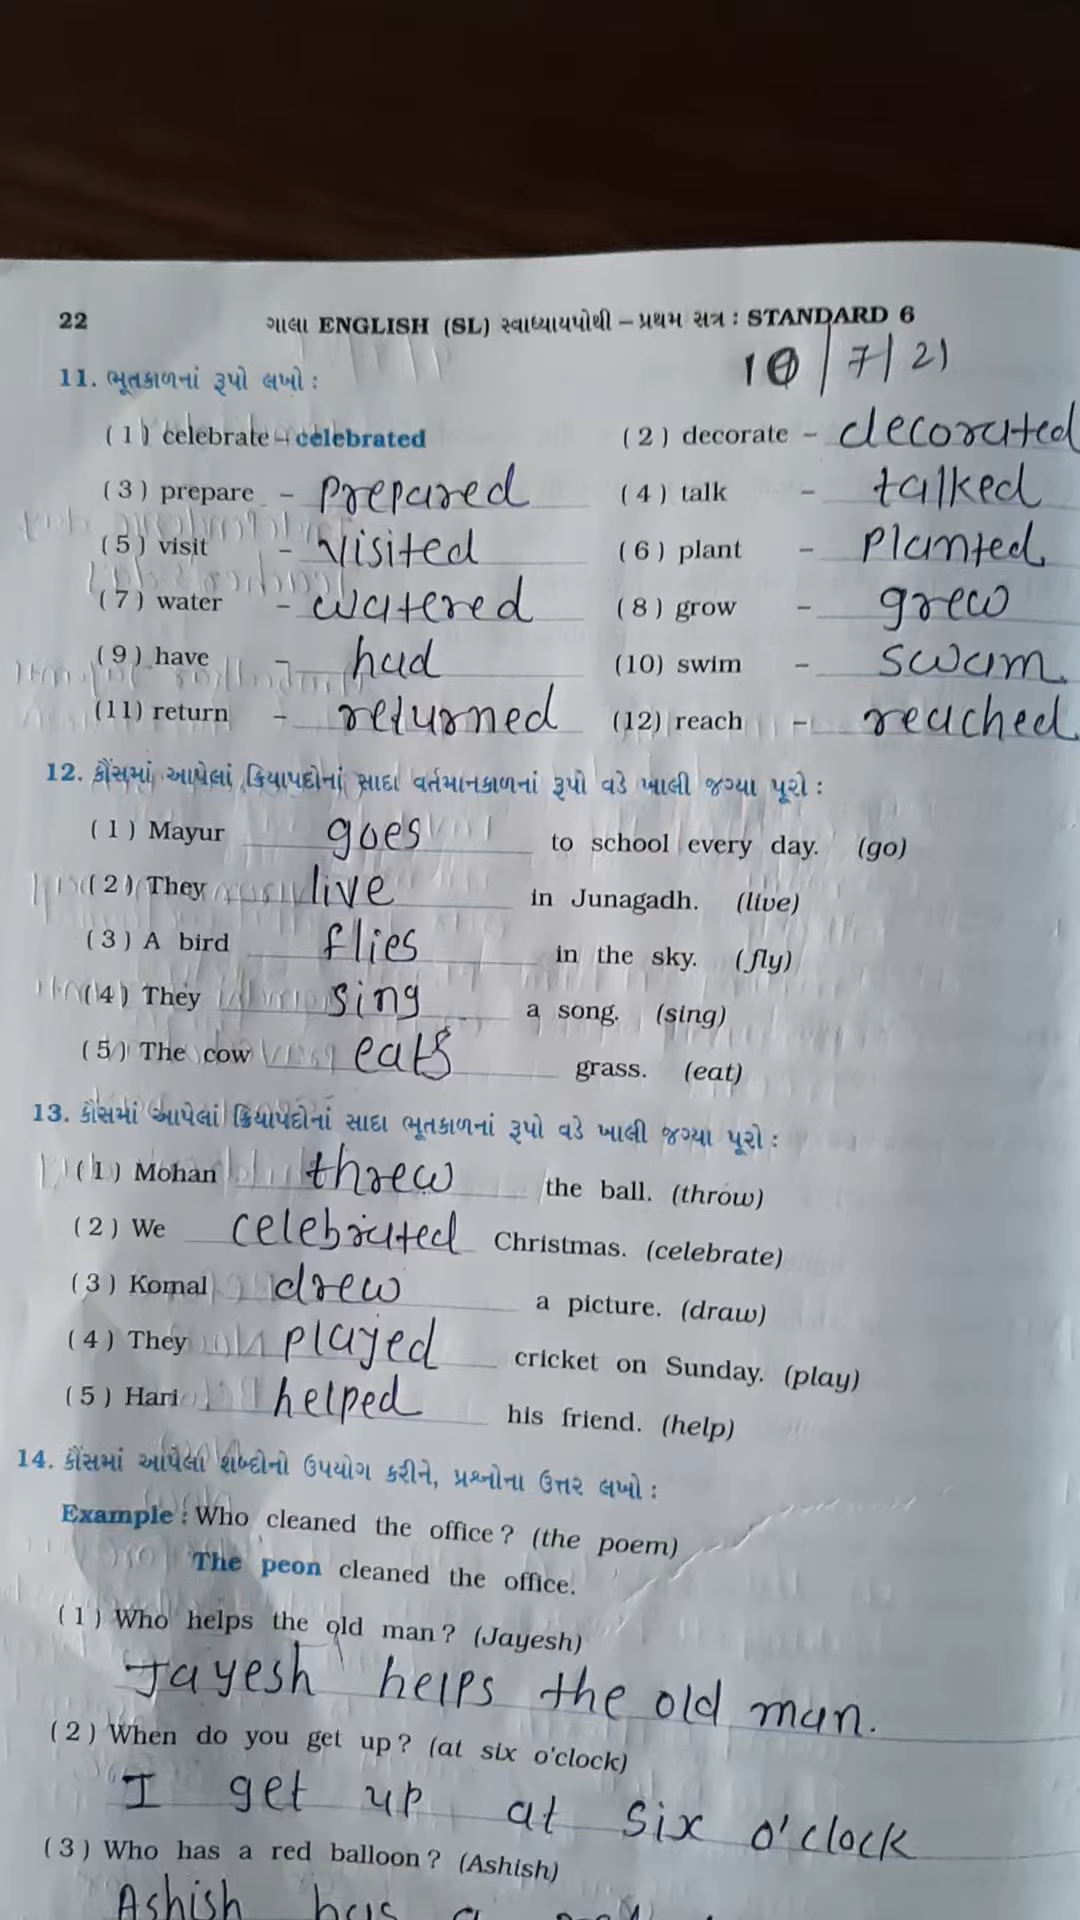 22 ગાલા ENGLISH (SL) સ્વાધ્યાયપોથી – પ્રથમ સત્ર : STANDARD 6
10/7/21
11. ભૂતકાળનાં રૂપો લખો :
(1) celebrate – celebrated (2) decorate – decorated
(3) prepare – prepared (4) talk – talked
(5) visit – visited (6) plant – planted
(7) water – watered (8) grow – grew
(9) have – had (10) swim – swam
(11) return – returned (12) reach – reached
12. કૌંસમાં આપેલાં ક્રિયાપદોનાં સાદા વર્તમાનકાળનાં રૂપો વડે ખાલી જગ્યા પૂરો :
(1) Mayur goes to school every day. (go)
(2) They live in Junagadh. (live)
(3) A bird flies in the sky. (fly)
(4) They sing a song. (sing)
(5) The cow eats grass. (eat)
13. કૌંસમાં આપેલાં ક્રિયાપદોનાં સાદા ભૂતકાળનાં રૂપો વડે ખાલી જગ્યા પૂરો :
(1) Mohan threw the ball. (throw)
(2) We celebrated Christmas. (celebrate)
(3) Komal drew a picture. (draw)
(4) They played cricket on Sunday. (play)
(5) Hari helped his friend. (help)
14. કૌંસમાં આપેલા શબ્દોનો ઉપયોગ કરીને, પ્રશ્નોના ઉત્તર લખો :
Example : Who cleaned the office? (the poem)
The peon cleaned the office.
(1) Who helps the old man? (Jayesh)
Jayesh helps the old man.
(2) When do you get up? (at six o'clock)
I get up at six o'clock
(3) Who has a red balloon? (Ashish)
Ashish has a